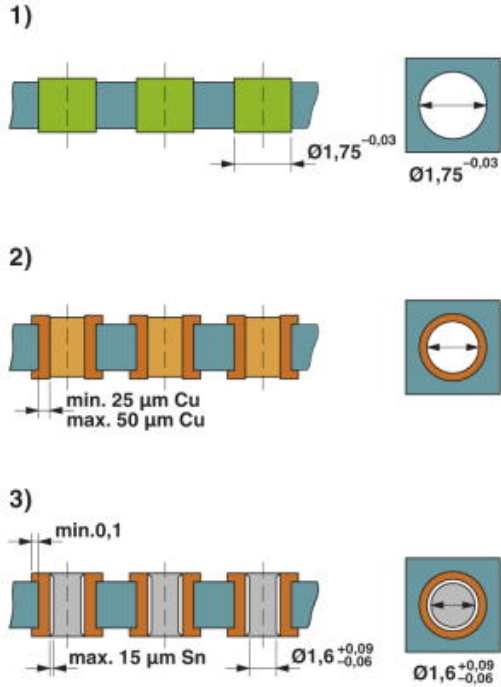 1)
Ø1,75⁻⁰,⁰³
Ø1,75⁻⁰,⁰³
2)
min. 25 µm Cu
max. 50 µm Cu
3)
min.0,1
max. 15 µm Sn
Ø1,6 +0,09 -0,06
Ø1,6 +0,09 -0,06